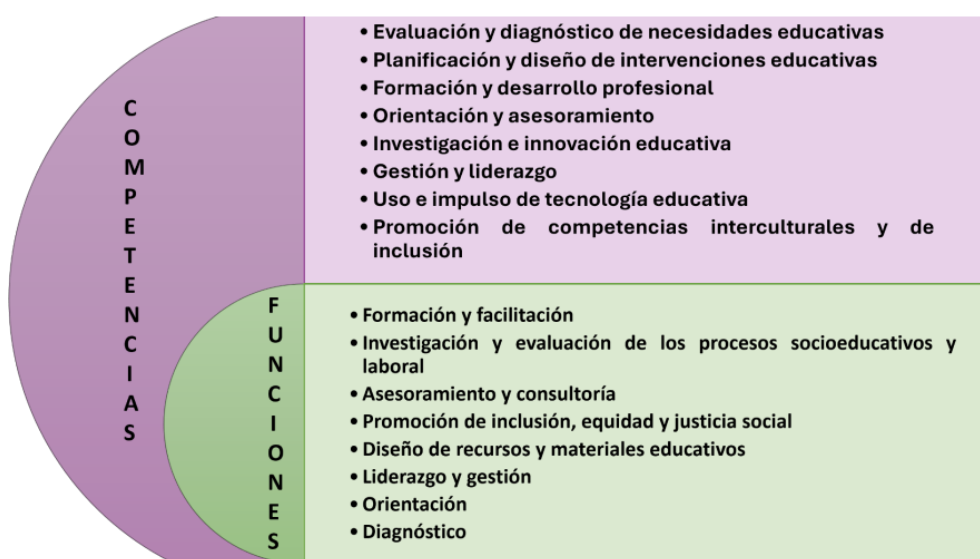 COMPETENCIAS
• Evaluación y diagnóstico de necesidades educativas
• Planificación y diseño de intervenciones educativas
• Formación y desarrollo profesional
• Orientación y asesoramiento
• Investigación e innovación educativa
• Gestión y liderazgo
• Uso e impulso de tecnología educativa
• Promoción de competencias interculturales y de
inclusión
FUNCIONES
• Formación y facilitación
• Investigación y evaluación de los procesos socioeducativos y
laboral
• Asesoramiento y consultoría
• Promoción de inclusión, equidad y justicia social
• Diseño de recursos y materiales educativos
• Liderazgo y gestión
• Orientación
• Diagnóstico